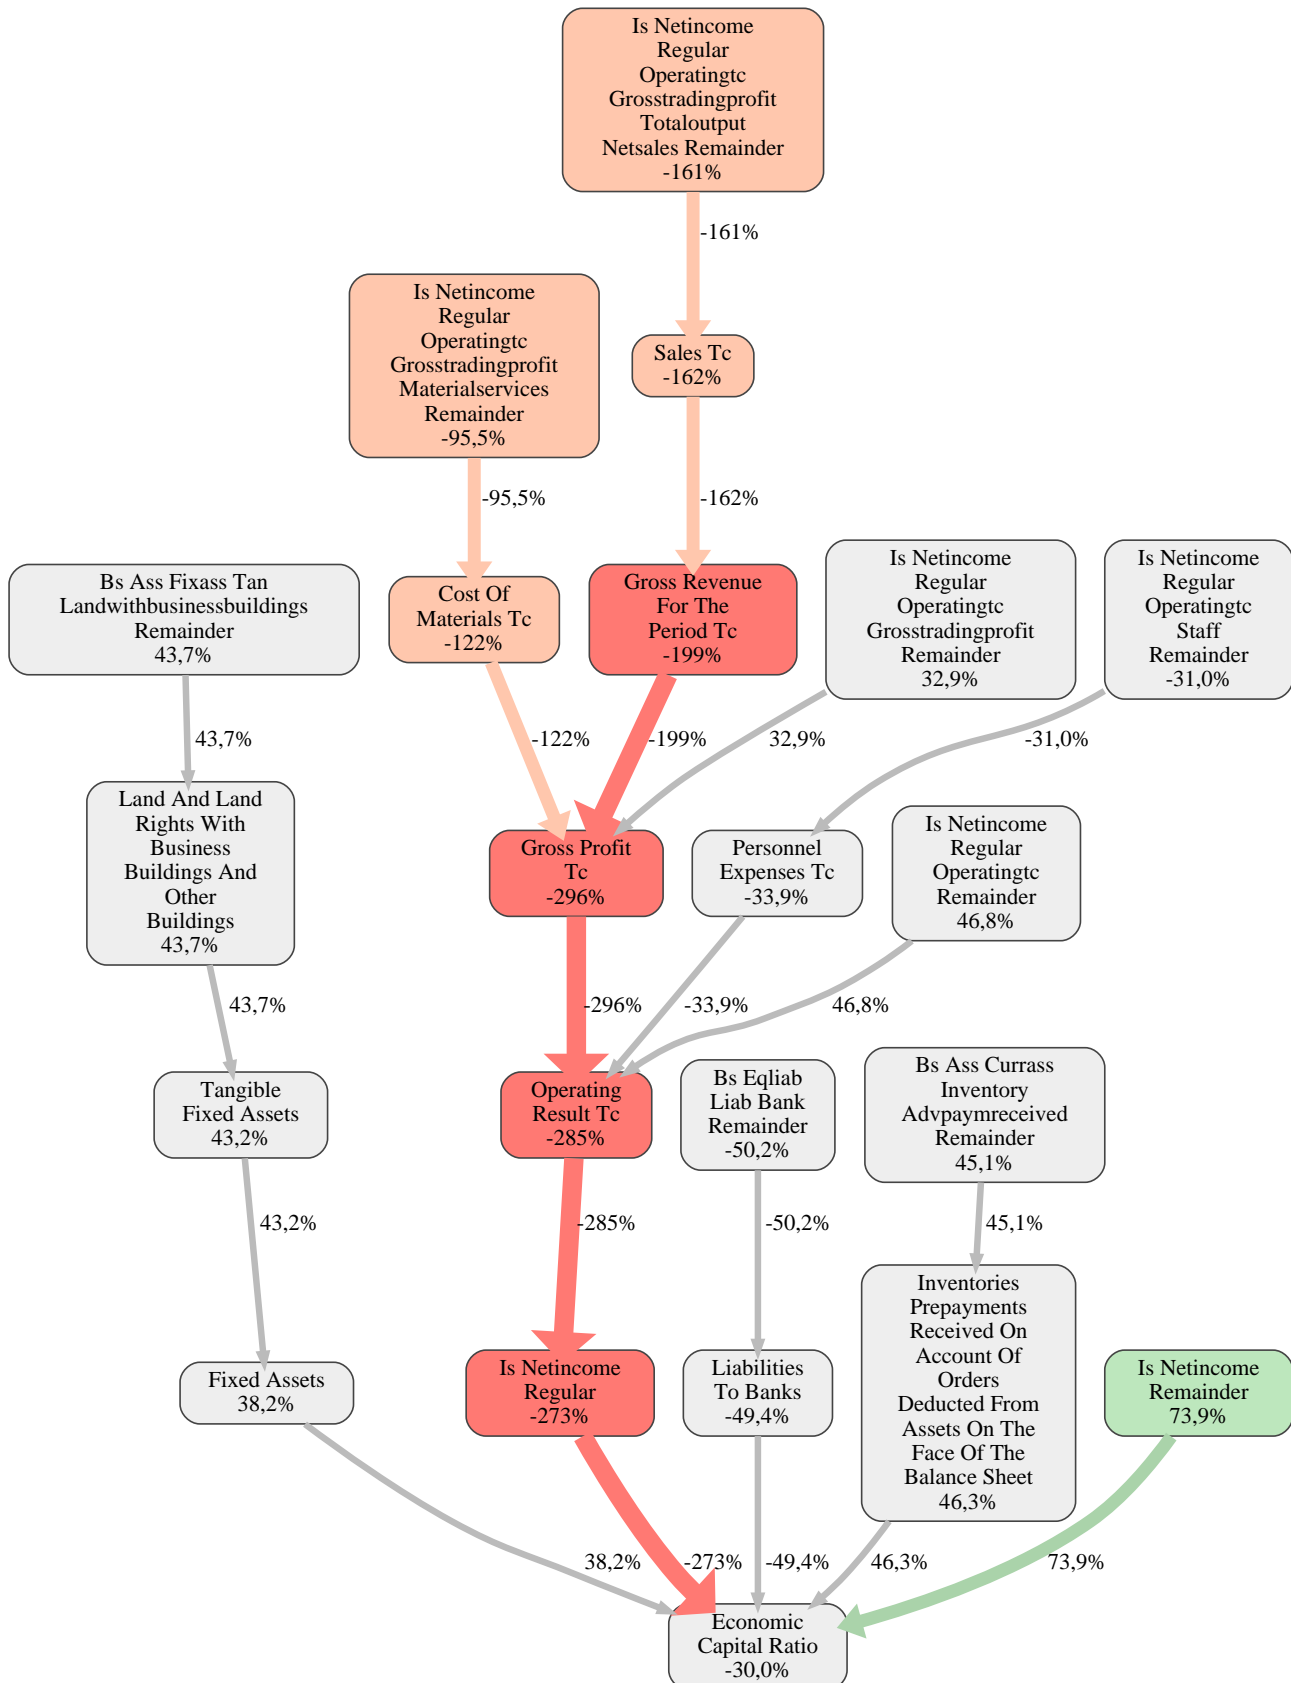 Is Netincome
Regular
Operatingtc
Grosstradingprofit
Totaloutput
Netsales Remainder
-161%
-161%
Is Netincome
Regular
Operatingtc
Grosstradingprofit
Materialservices
Remainder
-95,5%
Sales Tc
-162%
-95,5%
-162%
Bs Ass Fixass Tan
Landwithbusinessbuildings
Remainder
43,7%
Cost Of
Materials Tc
-122%
Gross Revenue
For The
Period Tc
-199%
Is Netincome
Regular
Operatingtc
Grosstradingprofit
Remainder
32,9%
Is Netincome
Regular
Operatingtc
Staff
Remainder
-31,0%
43,7%
-122%
-199%
32,9%
-31,0%
Land And Land
Rights With
Business
Buildings And
Other
Buildings
43,7%
Gross Profit
Tc
-296%
Personnel
Expenses Tc
-33,9%
Is Netincome
Regular
Operatingtc
Remainder
46,8%
43,7%
-296%
-33,9%
46,8%
Tangible
Fixed Assets
43,2%
Operating
Result Tc
-285%
Bs Eqliab
Liab Bank
Remainder
-50,2%
Bs Ass Currass
Inventory
Advpaymreceived
Remainder
45,1%
43,2%
-285%
-50,2%
45,1%
Fixed Assets
38,2%
Is Netincome
Regular
-273%
Liabilities
To Banks
-49,4%
Inventories
Prepayments
Received On
Account Of
Orders
Deducted From
Assets On The
Face Of The
Balance Sheet
46,3%
Is Netincome
Remainder
73,9%
38,2%
-273%
-49,4%
46,3%
73,9%
Economic
Capital Ratio
-30,0%